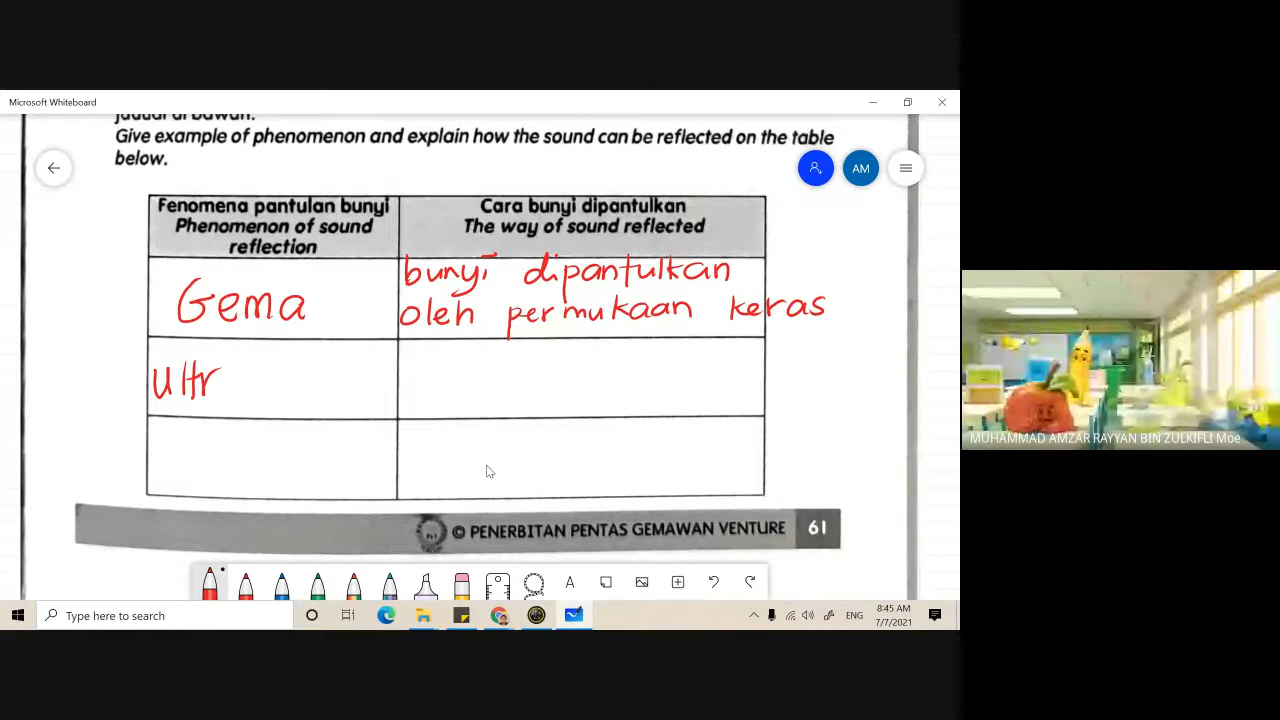 Microsoft Whiteboard
jadual di bawah.
Give example of phenomenon and explain how the sound can be reflected on the table
below.
AM
Fenomena pantulan bunyi
Phenomenon of sound
reflection
Cara bunyi dipantulkan
The way of sound reflected
Gema
bunyi dipantulkan
oleh permukaan keras
Ultr
© PENERBITAN PENTAS GEMAWAN VENTURE 61
MUHAMMAD AMZAR RAYYAN BIN ZULKIFLI Moe
A
Type here to search
ENG
8:45 AM
7/7/2021